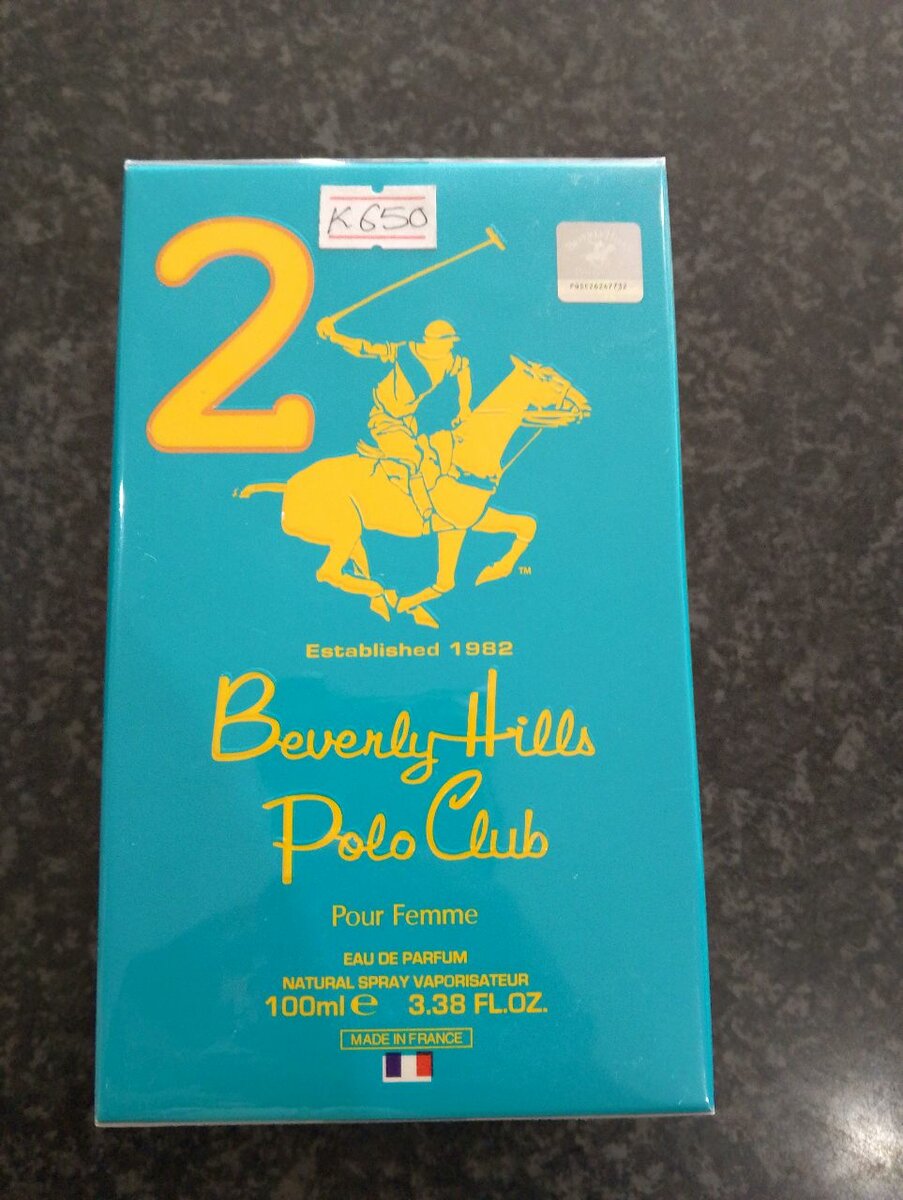 K650
2
TM
Established 1982
Beverly Hills
Polo Club
Pour Femme
EAU DE PARFUM
NATURAL SPRAY VAPORISATEUR
100ml ℮ 3.38 FL.OZ.
MADE IN FRANCE